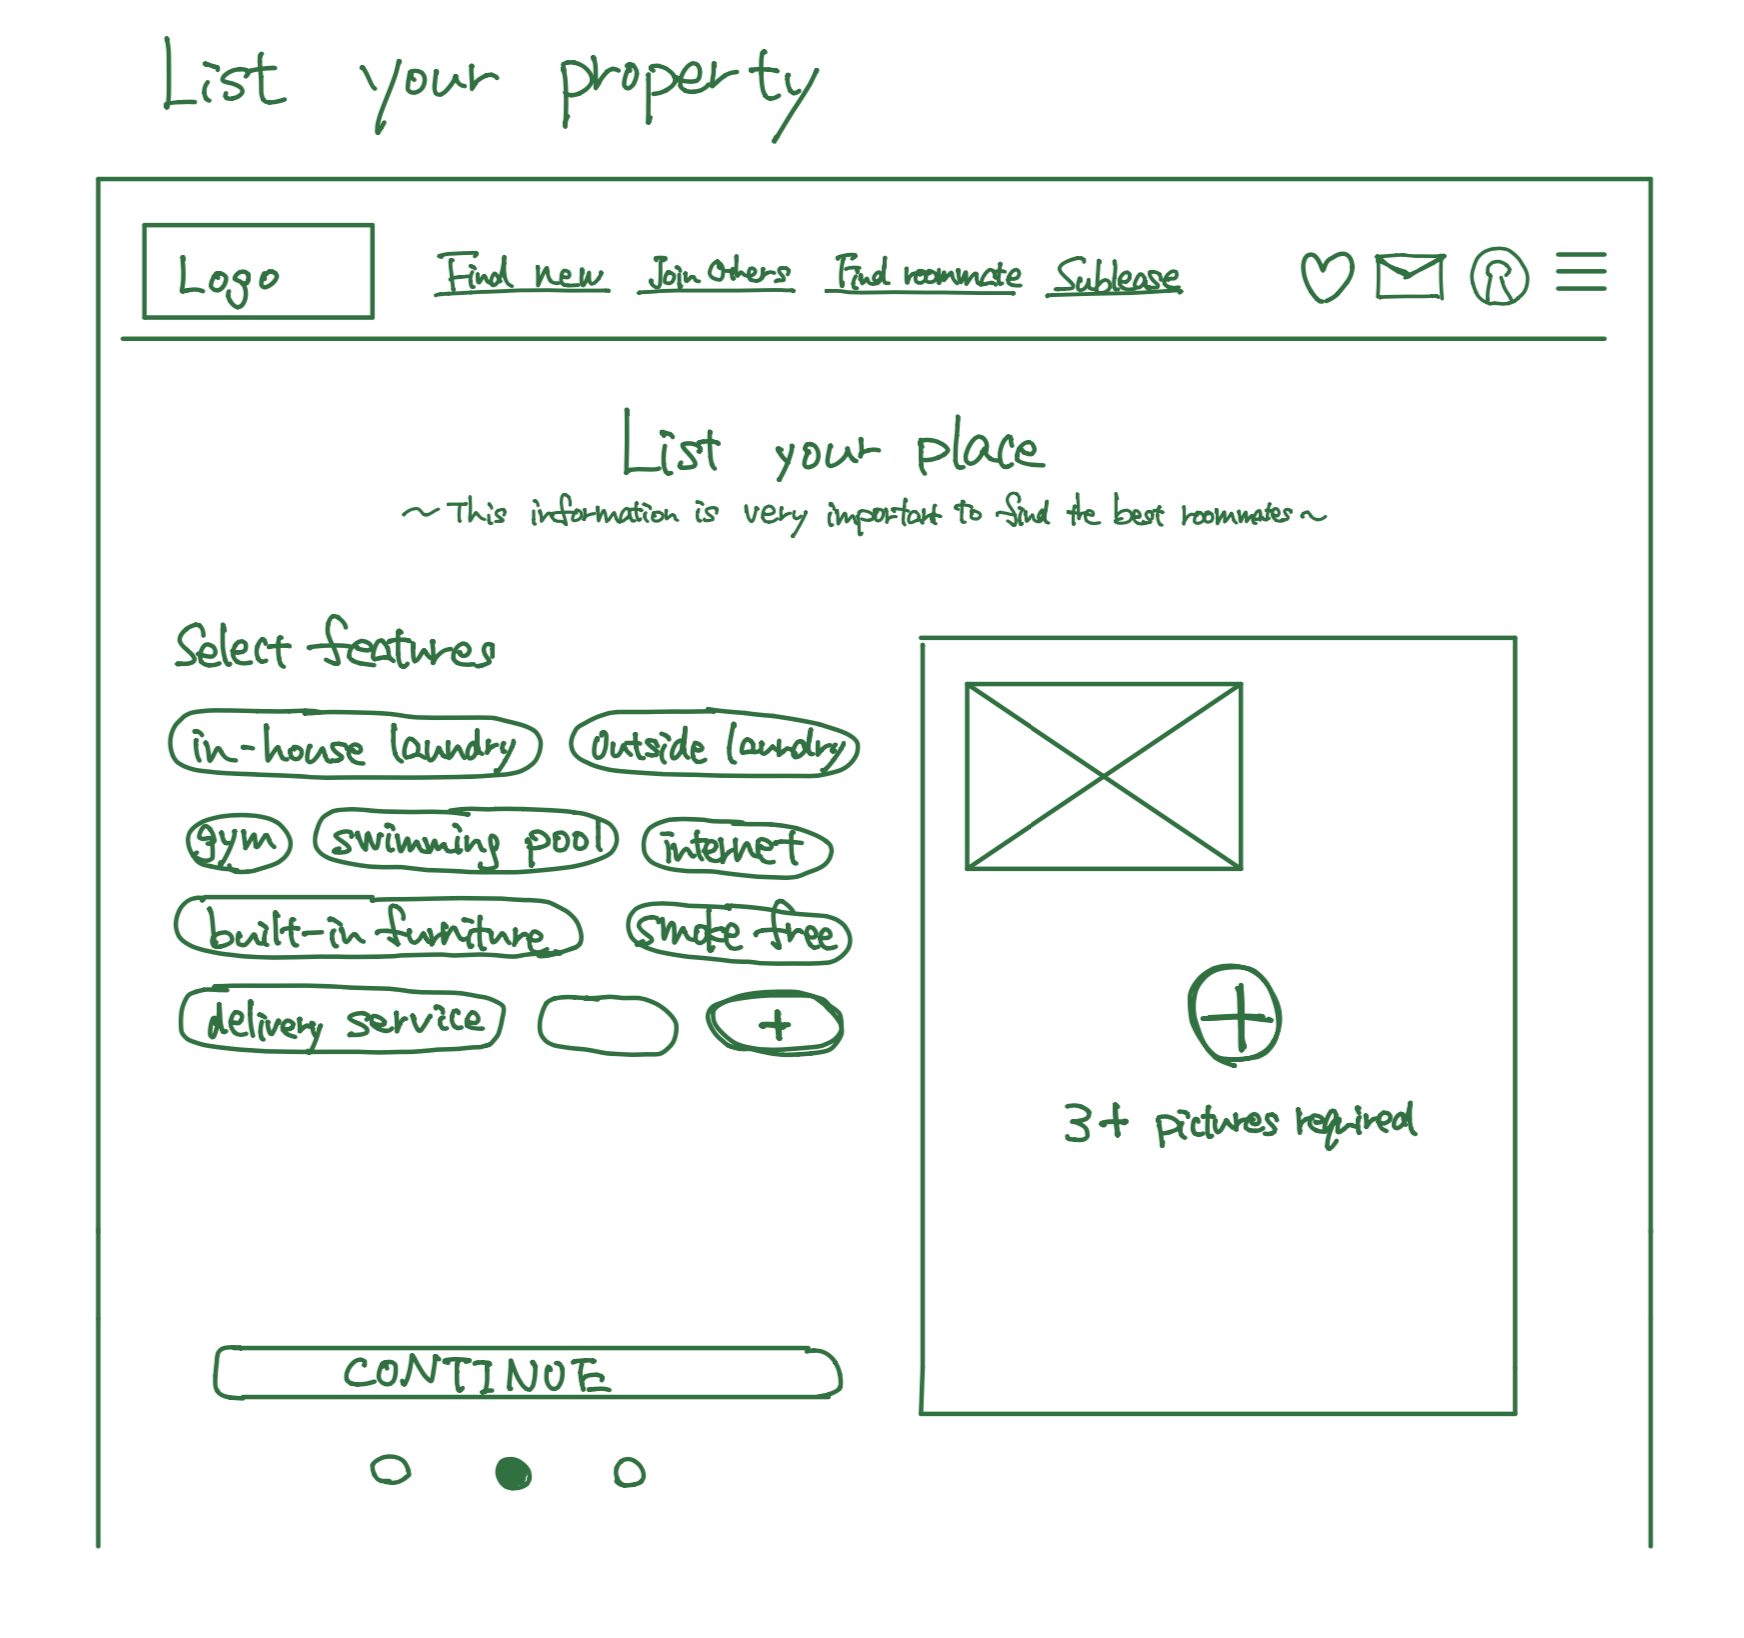 List your property
Logo
Find new Join others Find roommate Sublease
List your place
~This information is very important to find the best roommates~
Select features
in-house laundry outside laundry
gym swimming pool internet
built-in furniture smoke free
delivery service +
3+ pictures required
CONTINUE